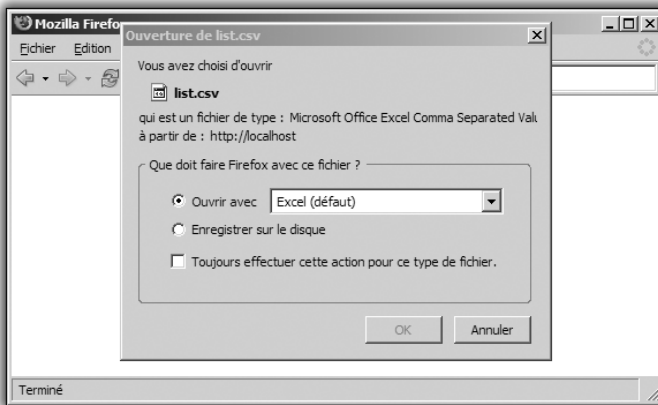 Mozilla Firefo
Ouverture de list.csv
Fichier Edition
Vous avez choisi d'ouvrir
list.csv
qui est un fichier de type : Microsoft Office Excel Comma Separated Valu
à partir de : http://localhost
Que doit faire Firefox avec ce fichier ?
Ouvrir avec Excel (défaut)
Enregistrer sur le disque
Toujours effectuer cette action pour ce type de fichier.
OK Annuler
Terminé